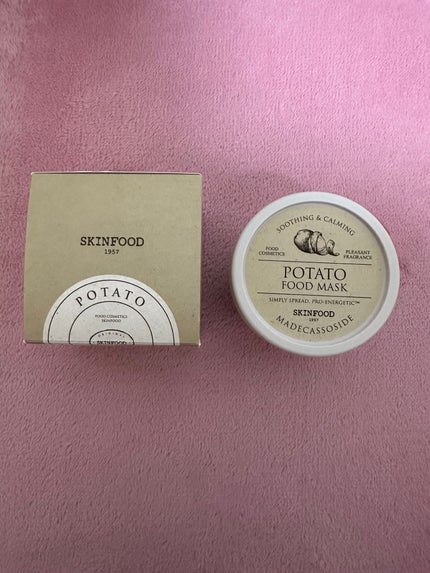 SKINFOOD
1957
POTATO
FOOD COSMETICS
SKINFOOD
ORIGINAL
SKINFOOD
SOOTHING & CALMING
FOOD
COSMETICS
PLEASANT
FRAGRANCE
POTATO
FOOD MASK
SIMPLY SPREAD, PRO-ENERGETIC™
SKINFOOD
1957
MADECASSOSIDE